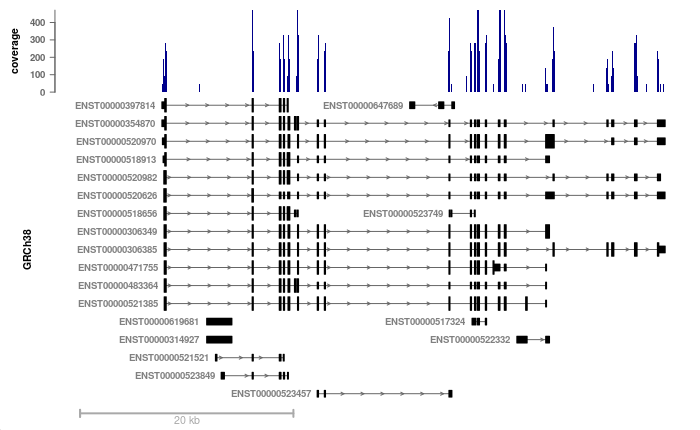 coverage
400
300
200
100
0
ENST00000397814
ENST00000647689
ENST00000354870
ENST00000520970
ENST00000518913
ENST00000520982
ENST00000520626
ENST00000518656
ENST00000523749
ENST00000306349
ENST00000306385
ENST00000471755
ENST00000483364
ENST00000521385
ENST00000619681
ENST00000517324
ENST00000314927
ENST00000522332
ENST00000521521
ENST00000523849
ENST00000523457
GRCh38
20 kb